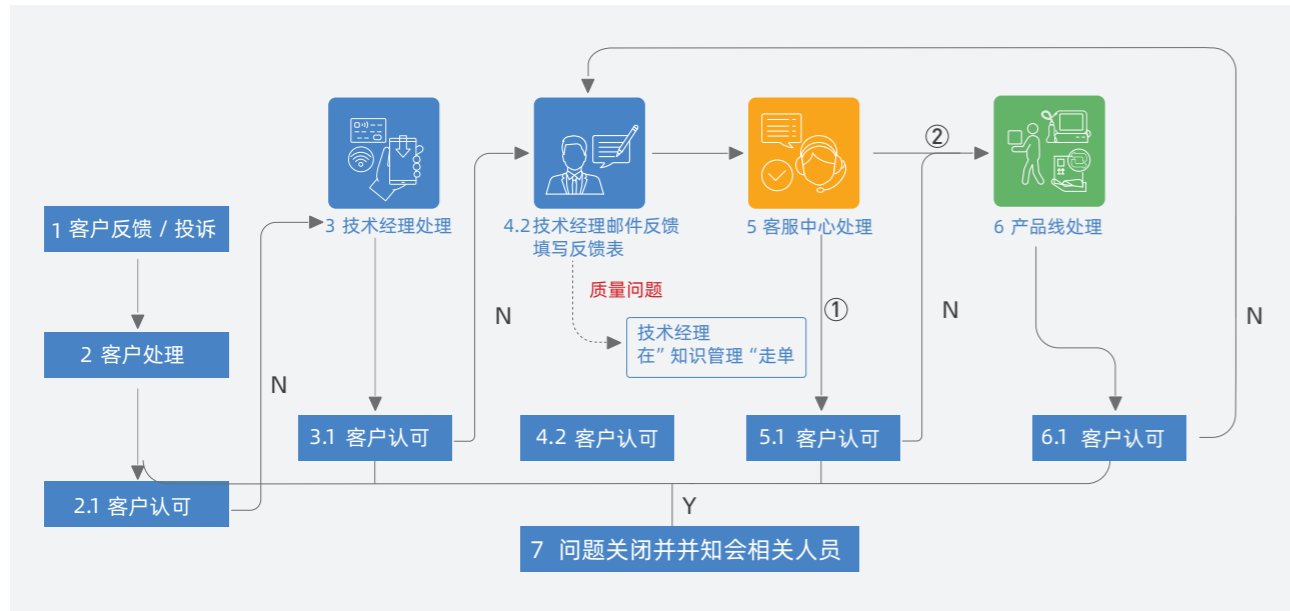 1 客户反馈 / 投诉
2 客户处理
2.1 客户认可
N
3 技术经理处理
3.1 客户认可
N
4.2技术经理邮件反馈
填写反馈表
质量问题
技术经理
在”知识管理“走单
4.2 客户认可
5 客服中心处理
①
5.1 客户认可
②
N
6 产品线处理
6.1 客户认可
N
Y
7 问题关闭并并知会相关人员